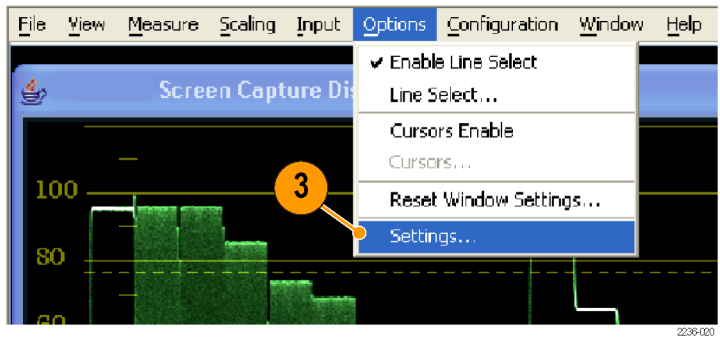 File View Measure Scaling Input Options Configuration Window Help
Enable Line Select
Screen Capture Dis
Line Select...
Cursors Enable
Cursors...
100
3
Reset Window Settings...
Settings...
80
60
2236-020